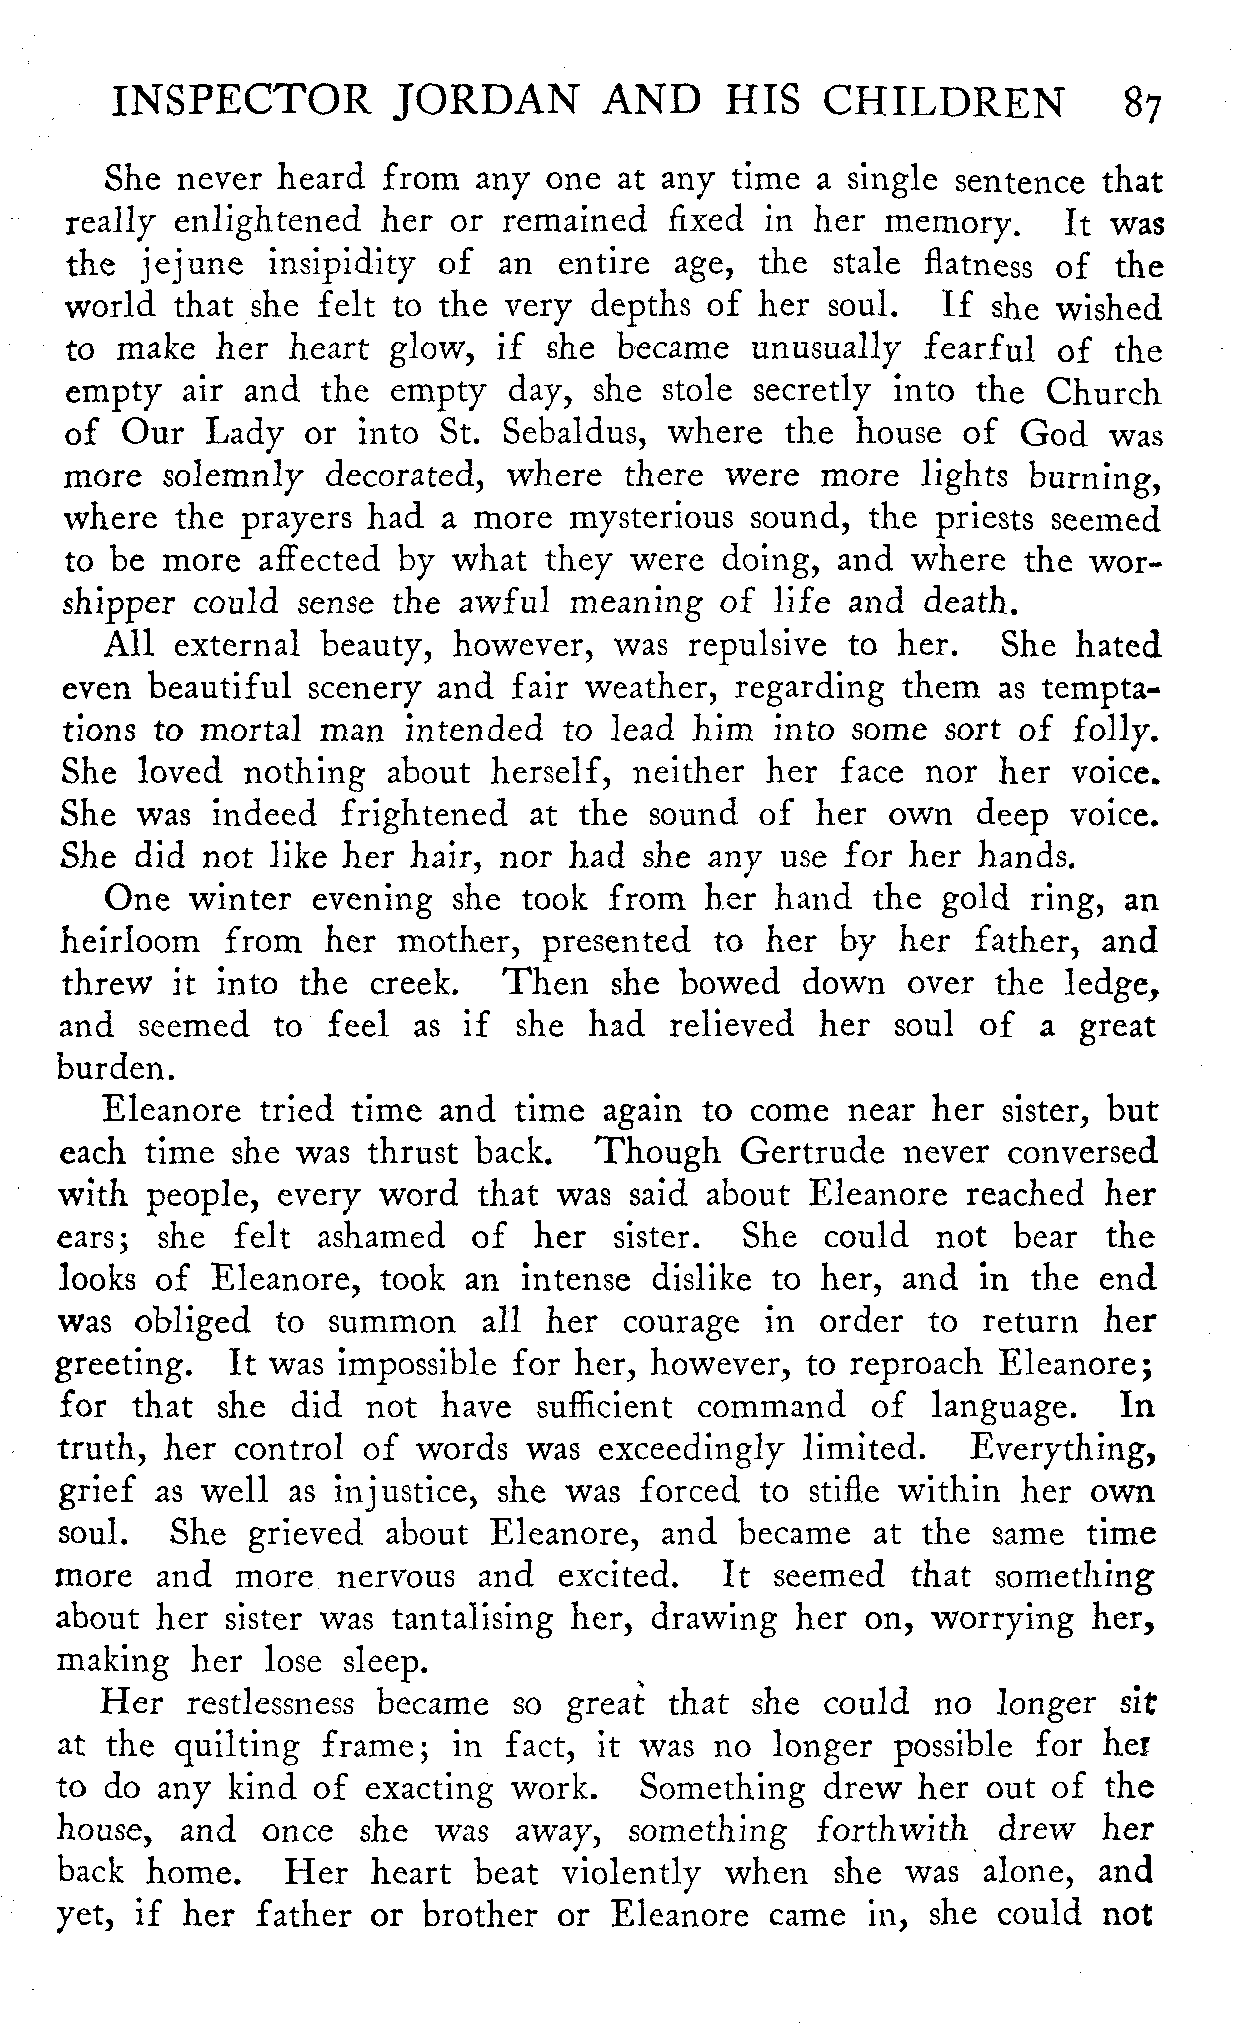 INSPECTOR JORDAN AND HIS CHILDREN 87
She never heard from any one at any time a single sentence that
really enlightened her or remained fixed in her memory. It was
the jejune insipidity of an entire age, the stale flatness of the
world that she felt to the very depths of her soul. If she wished
to make her heart glow, if she became unusually fearful of the
empty air and the empty day, she stole secretly into the Church
of Our Lady or into St. Sebaldus, where the house of God was
more solemnly decorated, where there were more lights burning,
where the prayers had a more mysterious sound, the priests seemed
to be more affected by what they were doing, and where the wor-
shipper could sense the awful meaning of life and death.
All external beauty, however, was repulsive to her. She hated
even beautiful scenery and fair weather, regarding them as tempta-
tions to mortal man intended to lead him into some sort of folly.
She loved nothing about herself, neither her face nor her voice.
She was indeed frightened at the sound of her own deep voice.
She did not like her hair, nor had she any use for her hands.
One winter evening she took from her hand the gold ring, an
heirloom from her mother, presented to her by her father, and
threw it into the creek. Then she bowed down over the ledge,
and seemed to feel as if she had relieved her soul of a great
burden.
Eleanore tried time and time again to come near her sister, but
each time she was thrust back. Though Gertrude never conversed
with people, every word that was said about Eleanore reached her
ears; she felt ashamed of her sister. She could not bear the
looks of Eleanore, took an intense dislike to her, and in the end
was obliged to summon all her courage in order to return her
greeting. It was impossible for her, however, to reproach Eleanore;
for that she did not have sufficient command of language. In
truth, her control of words was exceedingly limited. Everything,
grief as well as injustice, she was forced to stifle within her own
soul. She grieved about Eleanore, and became at the same time
more and more nervous and excited. It seemed that something
about her sister was tantalising her, drawing her on, worrying her,
making her lose sleep.
Her restlessness became so great that she could no longer sit
at the quilting frame; in fact, it was no longer possible for her
to do any kind of exacting work. Something drew her out of the
house, and once she was away, something forthwith drew her
back home. Her heart beat violently when she was alone, and
yet, if her father or brother or Eleanore came in, she could not